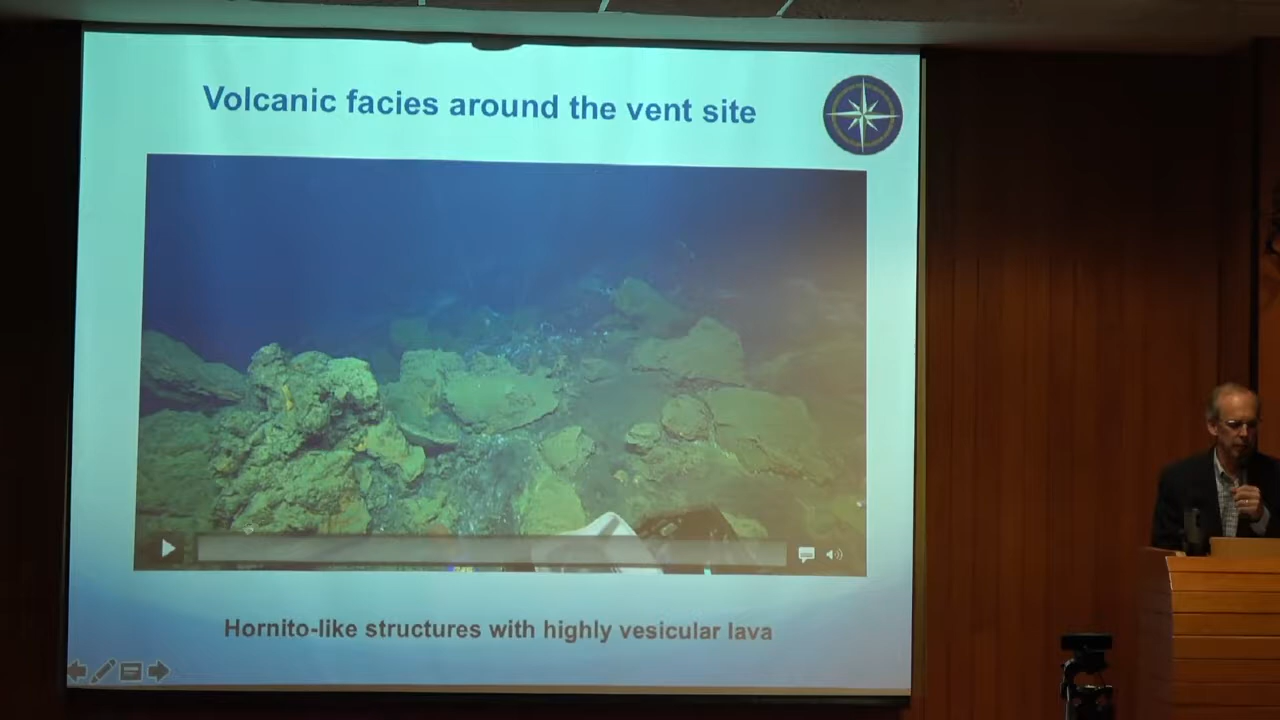 Volcanic facies around the vent site
Hornito-like structures with highly vesicular lava